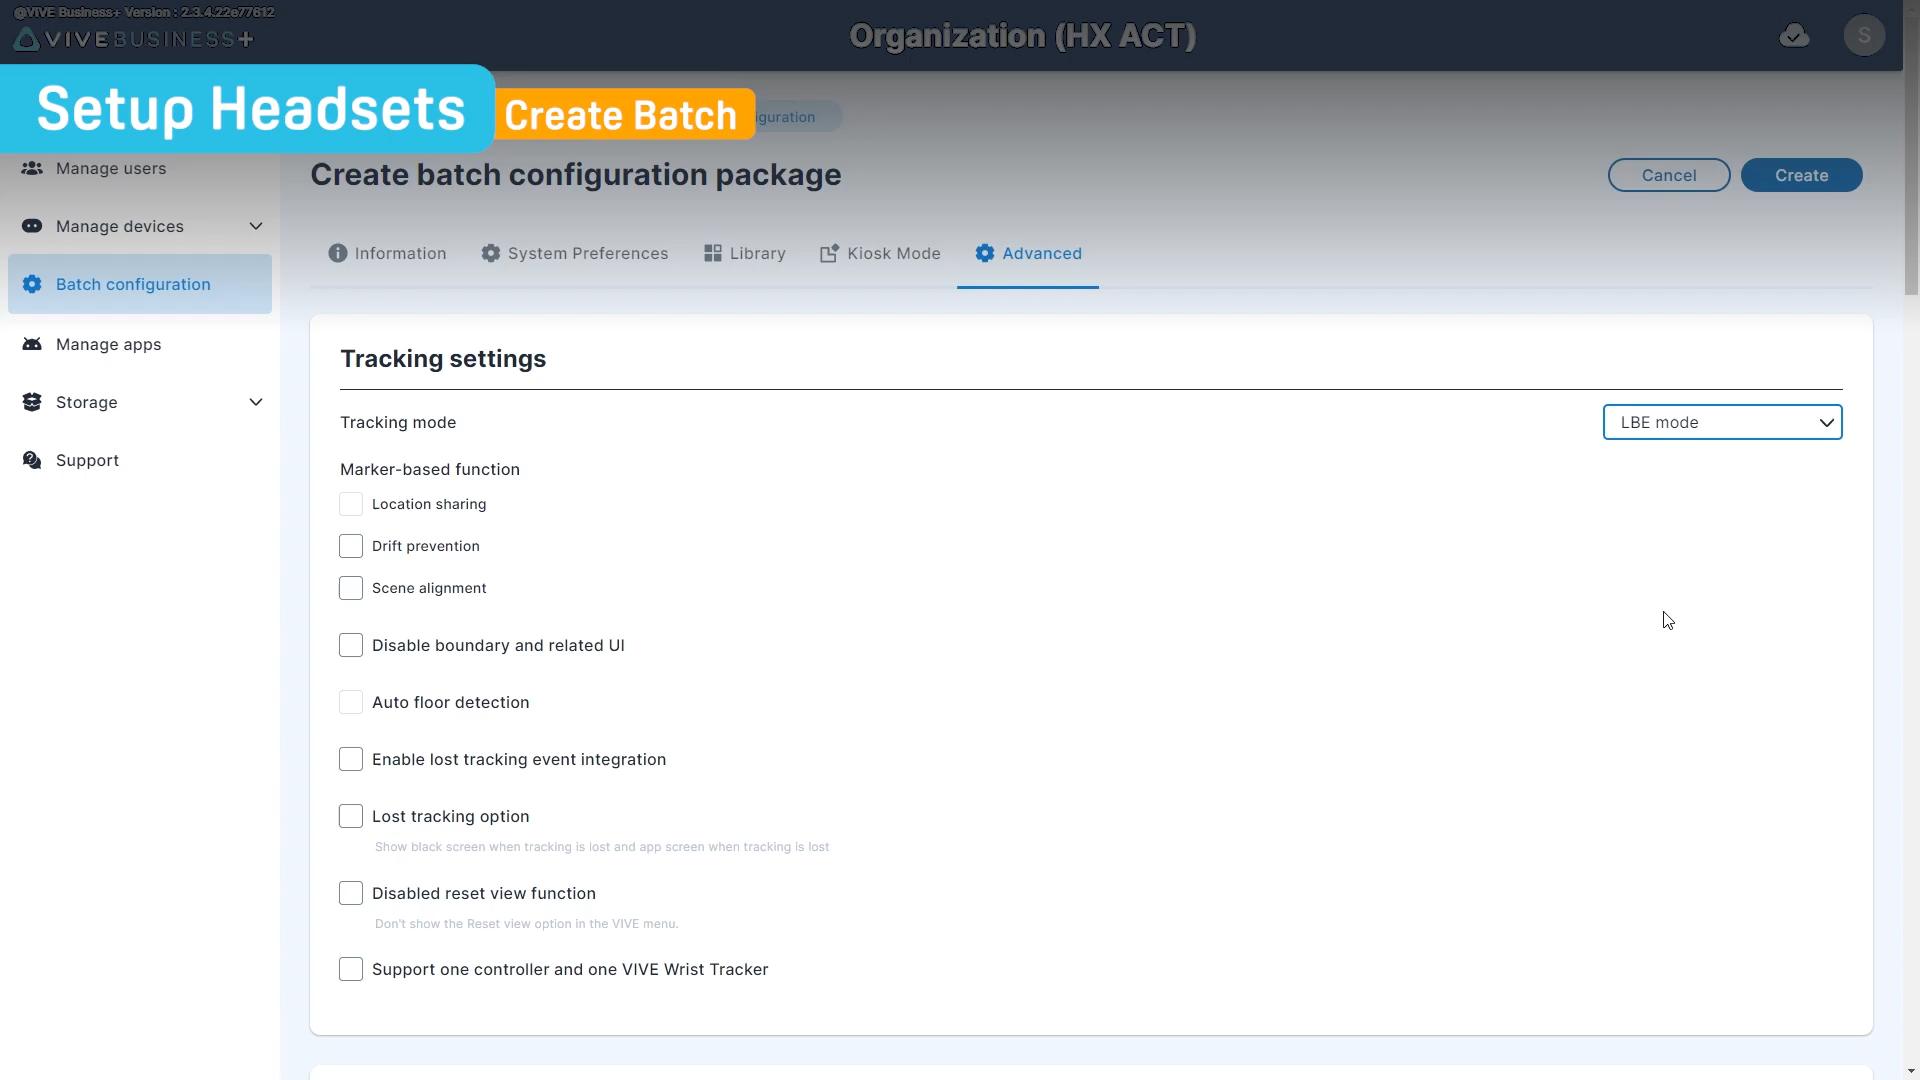 @VIVE Business+ Version : 2.3.4.22e77612
VIVEBUSINESS+
Organization (HX ACT)
S
Setup Headsets
Create Batch
guration
Manage users
Create batch configuration package
Cancel
Create
Manage devices
Information
System Preferences
Library
Kiosk Mode
Advanced
Batch configuration
Manage apps
Storage
Support
Tracking settings
Tracking mode
LBE mode
Marker-based function
Location sharing
Drift prevention
Scene alignment
Disable boundary and related UI
Auto floor detection
Enable lost tracking event integration
Lost tracking option
Show black screen when tracking is lost and app screen when tracking is lost
Disabled reset view function
Don't show the Reset view option in the VIVE menu.
Support one controller and one VIVE Wrist Tracker